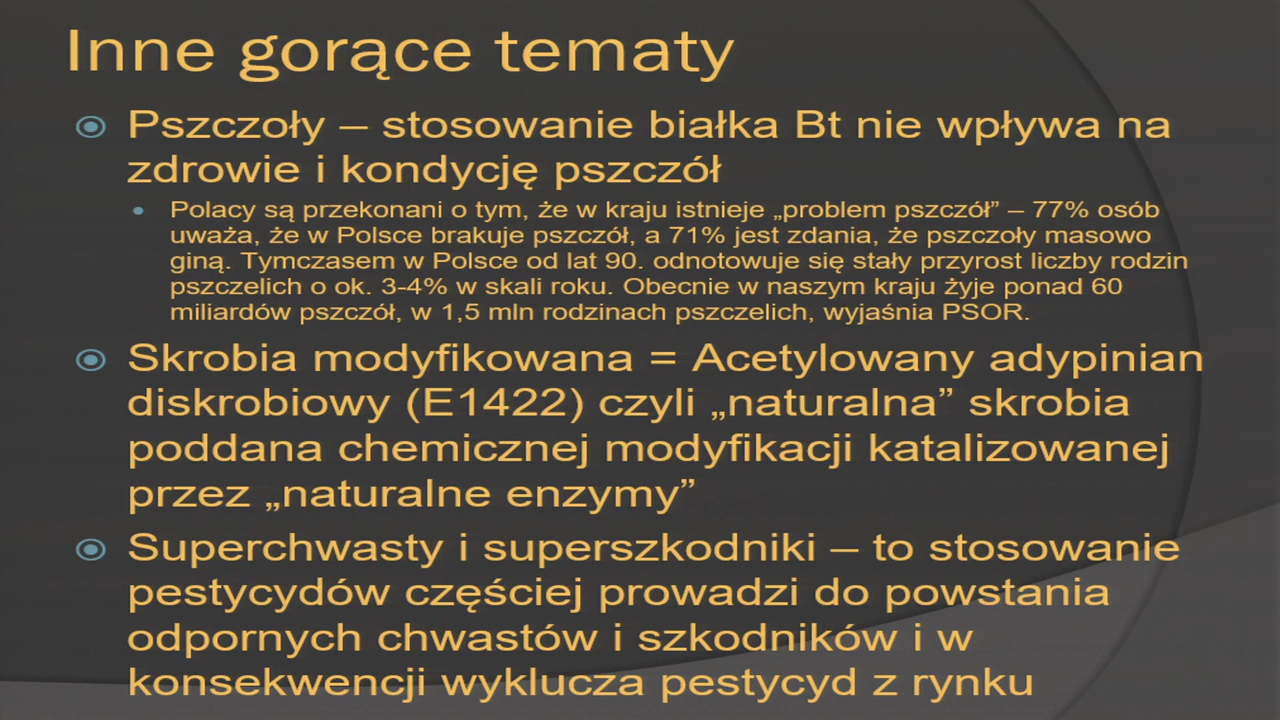 Inne gorące tematy
Pszczoły – stosowanie białka Bt nie wpływa na
zdrowie i kondycję pszczół
Polacy są przekonani o tym, że w kraju istnieje „problem pszczół” – 77% osób
uważa, że w Polsce brakuje pszczół, a 71% jest zdania, że pszczoły masowo
giną. Tymczasem w Polsce od lat 90. odnotowuje się stały przyrost liczby rodzin
pszczelich o ok. 3-4% w skali roku. Obecnie w naszym kraju żyje ponad 60
miliardów pszczół, w 1,5 mln rodzinach pszczelich, wyjaśnia PSOR.
Skrobia modyfikowana = Acetylowany adypinian
diskrobiowy (E1422) czyli „naturalna” skrobia
poddana chemicznej modyfikacji katalizowanej
przez „naturalne enzymy”
Superchwasty i superszkodniki – to stosowanie
pestycydów częściej prowadzi do powstania
odpornych chwastów i szkodników i w
konsekwencji wyklucza pestycyd z rynku